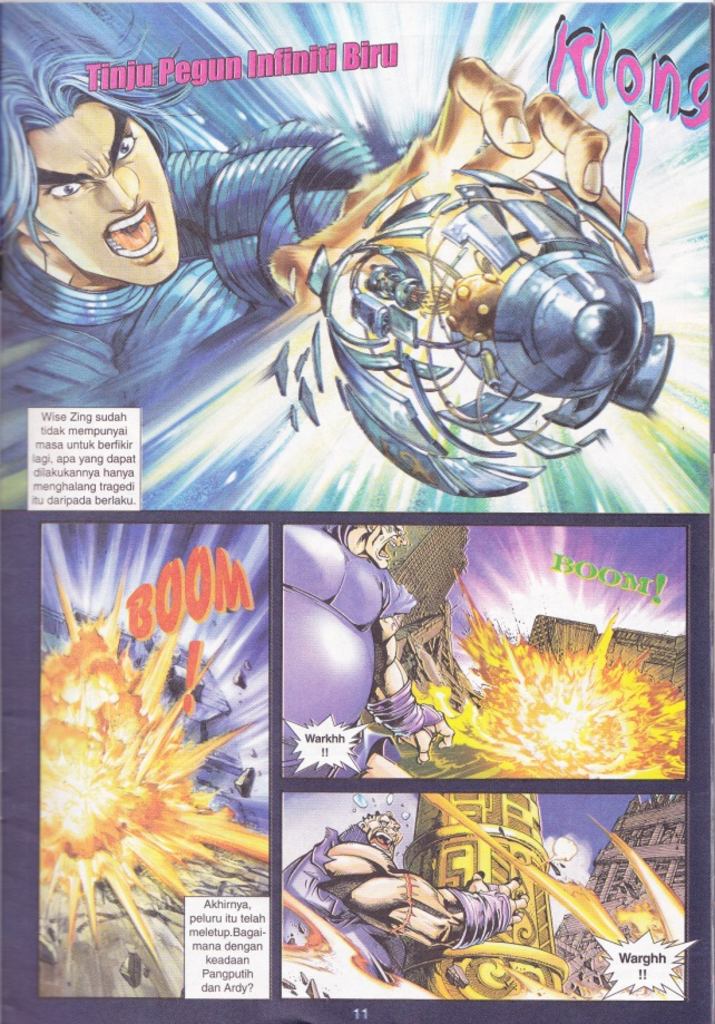 Tinju Pegun Infiniti Biru
Klong
!
Wise Zing sudah
tidak mempunyai
masa untuk berfikir
lagi, apa yang dapat
dilakukannya hanya
menghalang tragedi
itu daripada berlaku.
BOOM
!
BOOM!
Warkhh
!!
Akhirnya,
peluru itu telah
meletup.Bagai-
mana dengan
keadaan
Pangputih
dan Ardy?
Warghh
!!
11